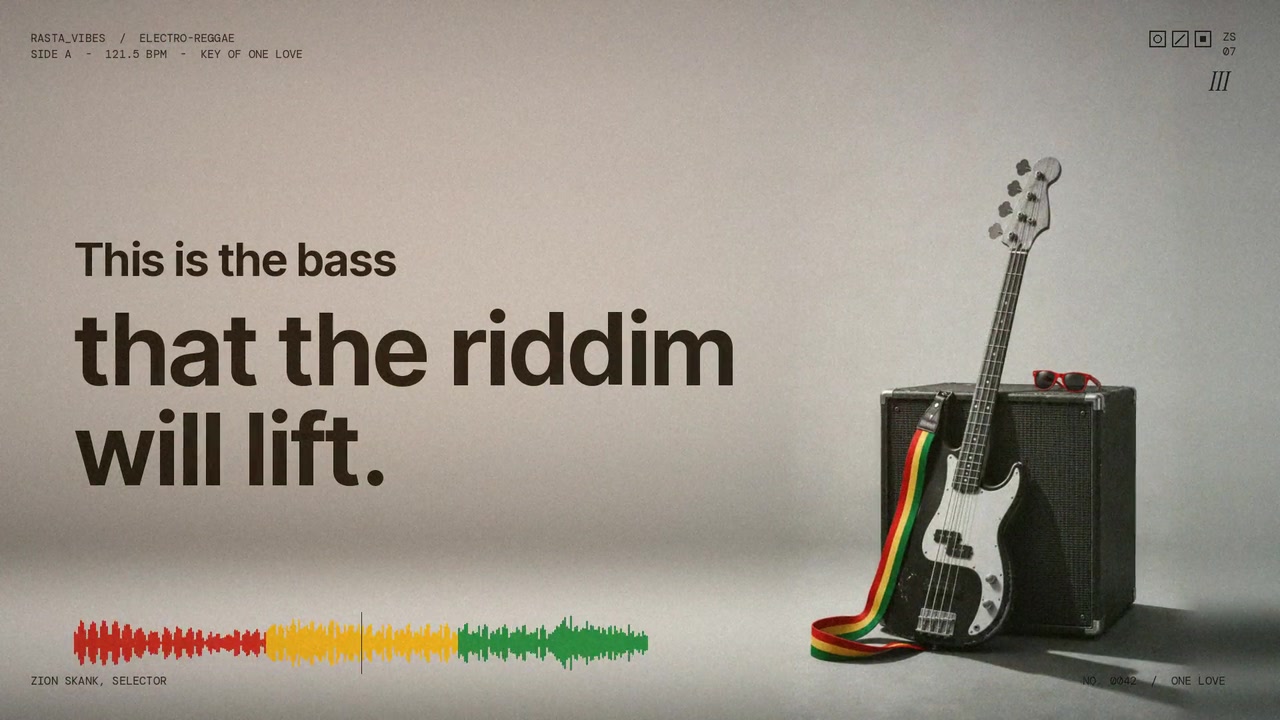 RASTA_VIBES / ELECTRO-REGGAE
SIDE A - 121.5 BPM - KEY OF ONE LOVE
ZS
07
III
This is the bass
that the riddim
will lift.
ZION SKANK, SELECTOR
NO. 0042 / ONE LOVE